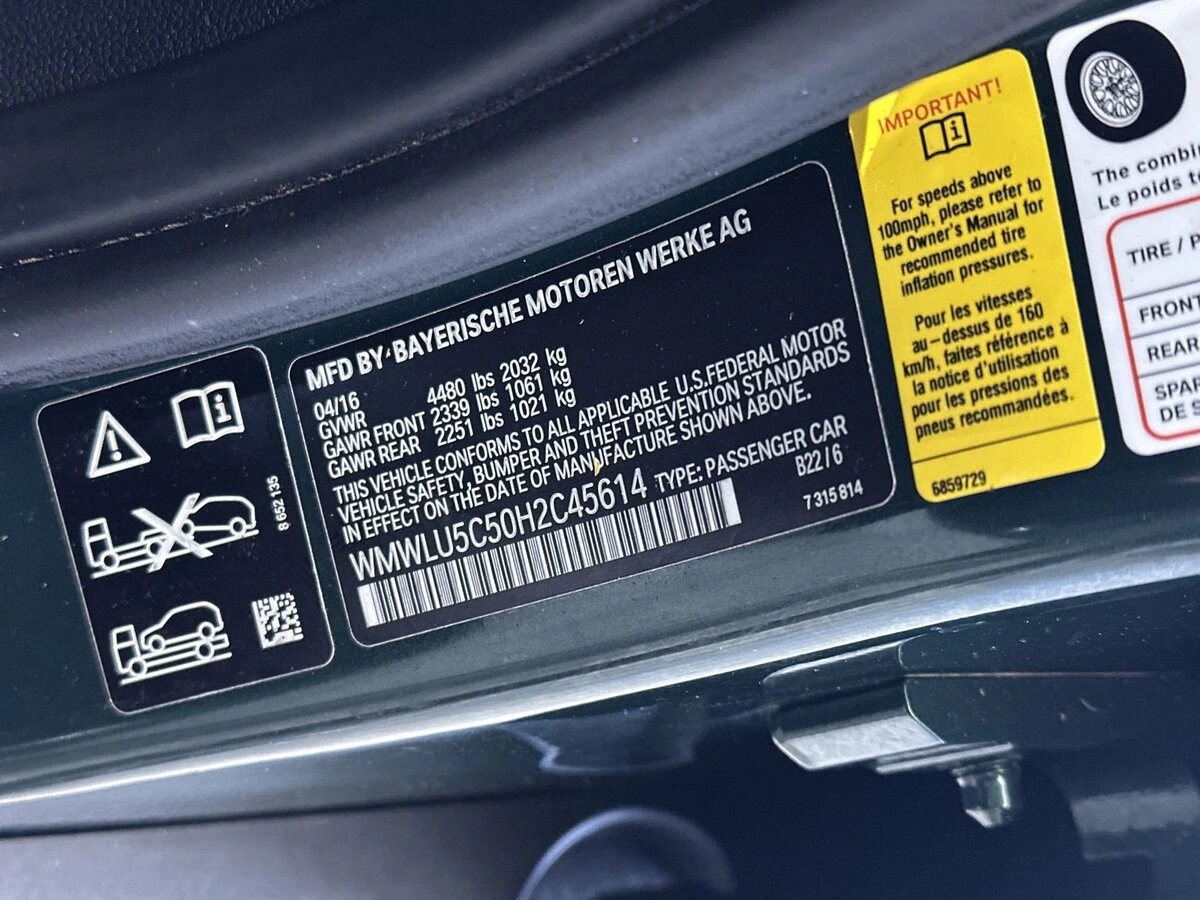 8 652 135
MFD BY BAYERISCHE MOTOREN WERKE AG
04/16
GVWR 4480 lbs 2032 kg
GAWR FRONT 2339 lbs 1061 kg
GAWR REAR 2251 lbs 1021 kg
THIS VEHICLE CONFORMS TO ALL APPLICABLE U.S.FEDERAL MOTOR
VEHICLE SAFETY, BUMPER AND THEFT PREVENTION STANDARDS
IN EFFECT ON THE DATE OF MANUFACTURE SHOWN ABOVE.
WMWLU5C50H2C45614 TYPE: PASSENGER CAR
B22/6
7 315 814
IMPORTANT!
For speeds above
100mph, please refer to
the Owner's Manual for
recommended tire
inflation pressures.
Pour les vitesses
au-dessus de 160
km/h, faites référence à
la notice d'utilisation
pour les pressions des
pneus recommandées.
6859729
The combi
Le poids t
TIRE / P
FRONT
REAR
SPA
DE S